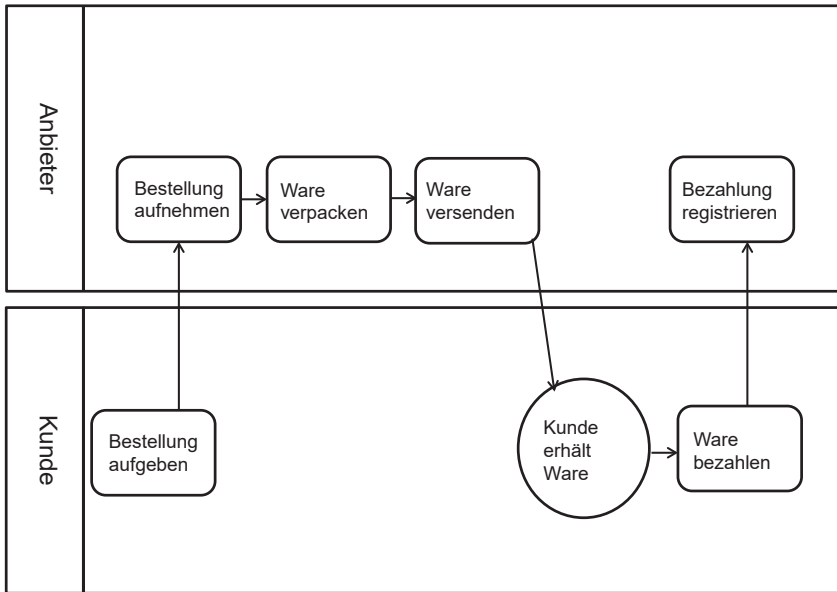 Anbieter
Bestellung
aufnehmen
Ware
verpacken
Ware
versenden
Bezahlung
registrieren
Kunde
Bestellung
aufgeben
Kunde
erhält
Ware
Ware
bezahlen